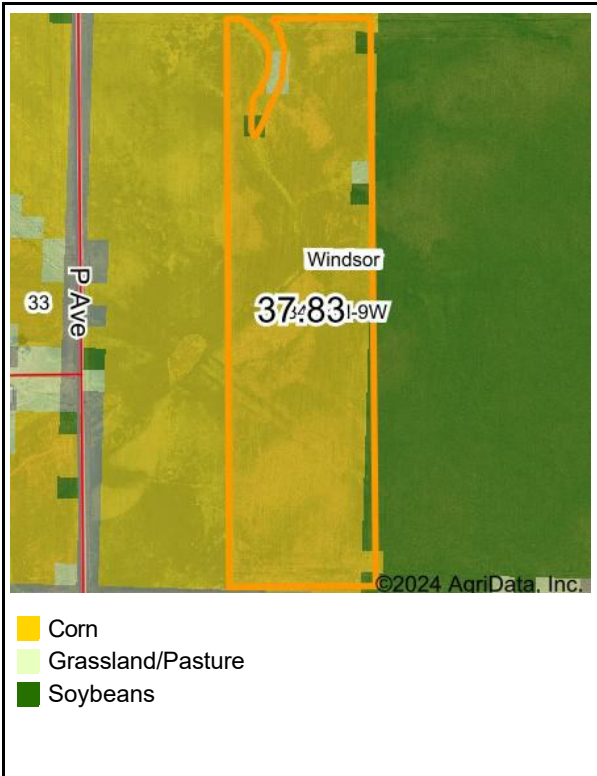 Windsor
33
P Ave
37.83
-9W
©2024 AgriData, Inc.
Corn
Grassland/Pasture
Soybeans